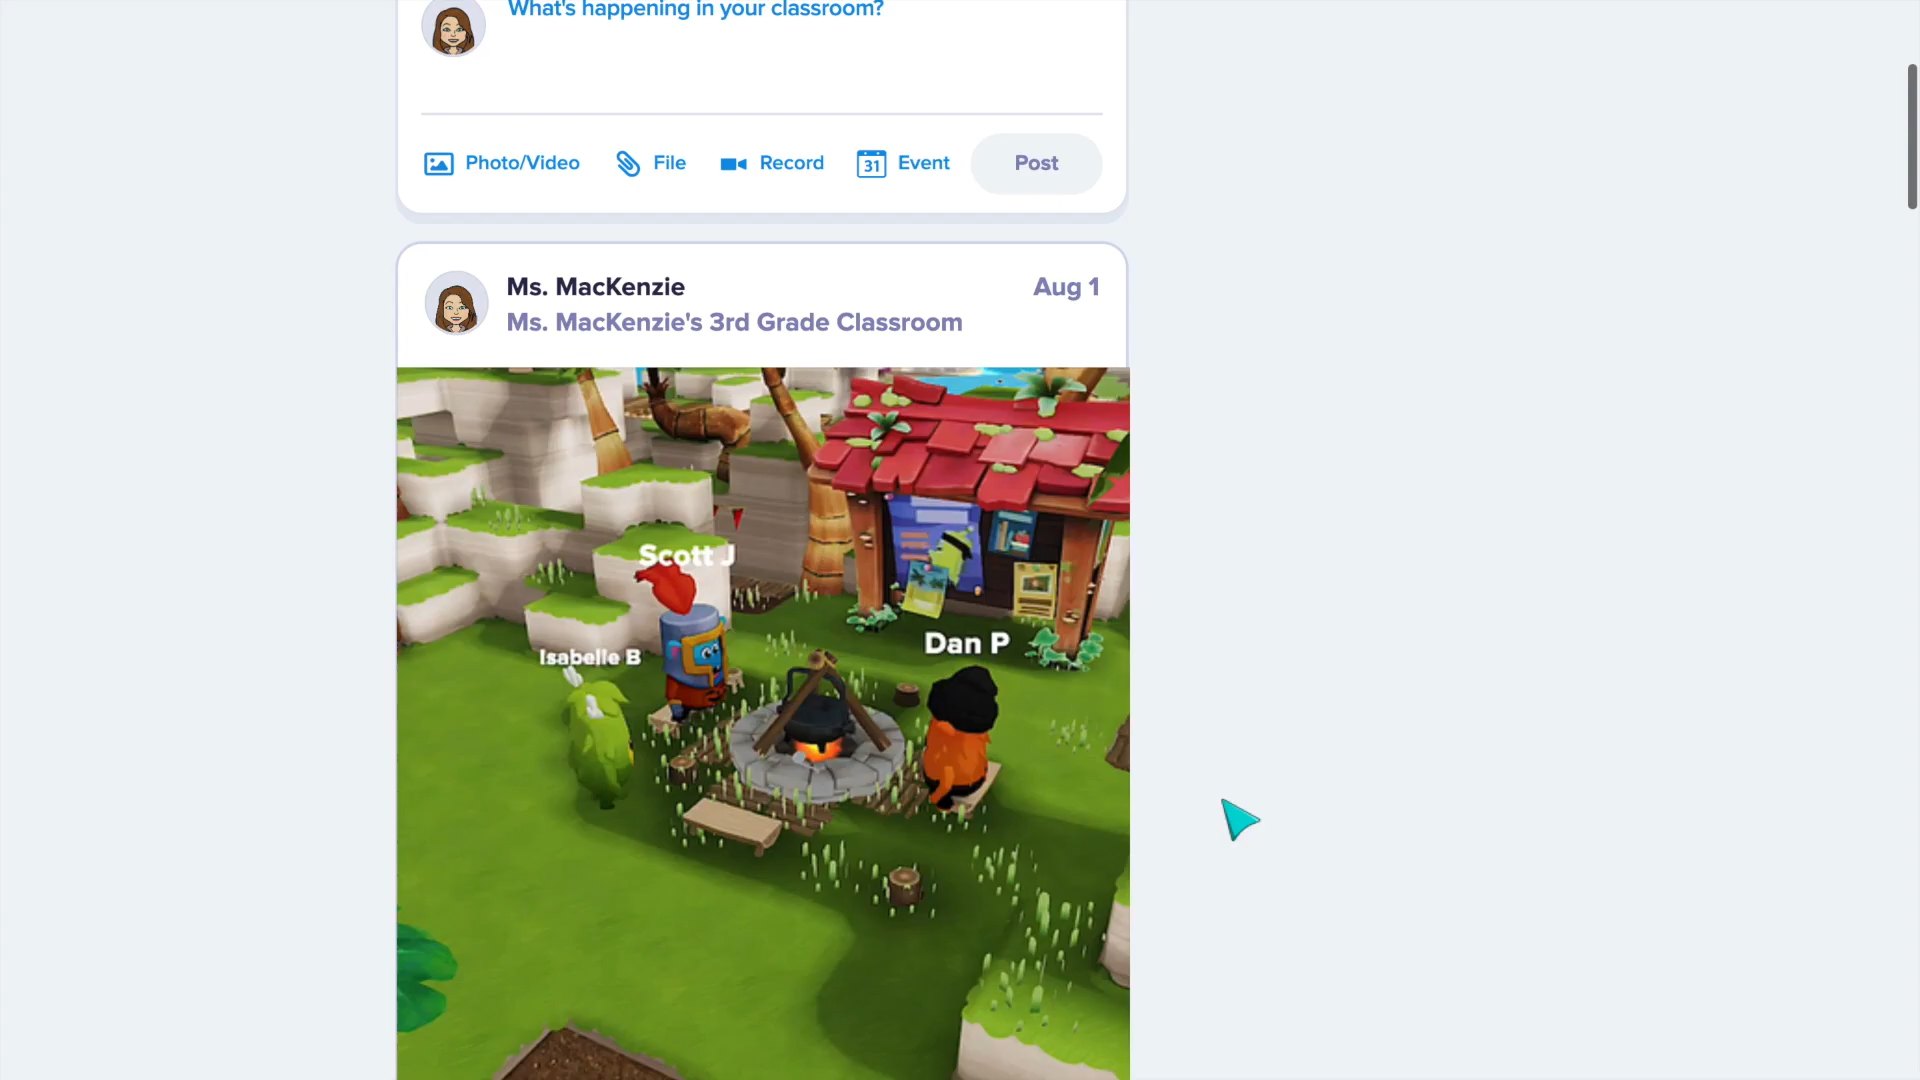 What's happening in your classroom?
Photo/Video
File
Record
31
Event
Post
Ms. MacKenzie
Aug 1
Ms. MacKenzie's 3rd Grade Classroom
Scott J
Isabelle B
Dan P